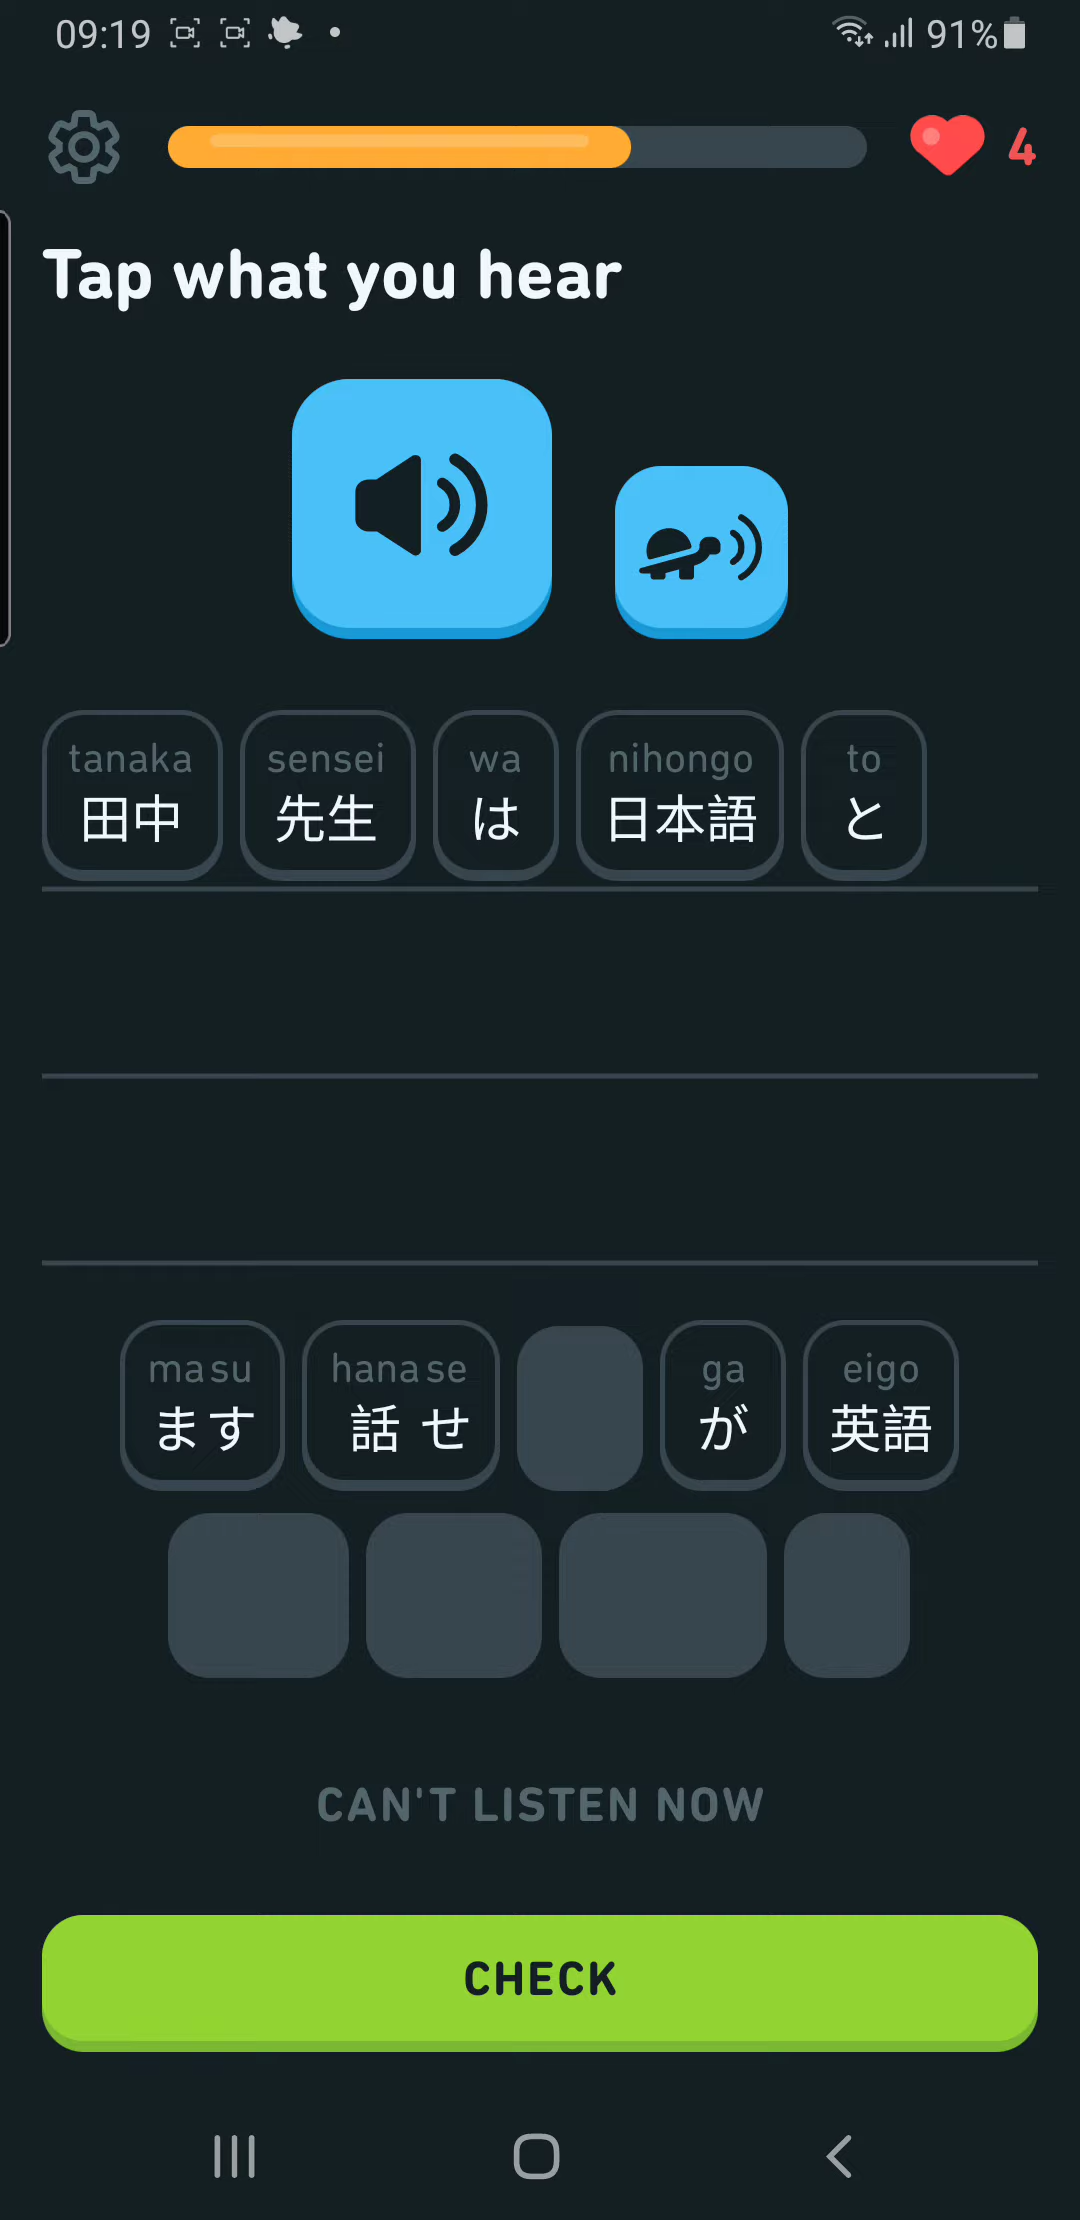 09:19 91%
4
Tap what you hear
tanaka sensei wa nihongo to
田中 先生 は 日本語 と
masu hanase ga eigo
ます 話せ が 英語
CAN'T LISTEN NOW
CHECK